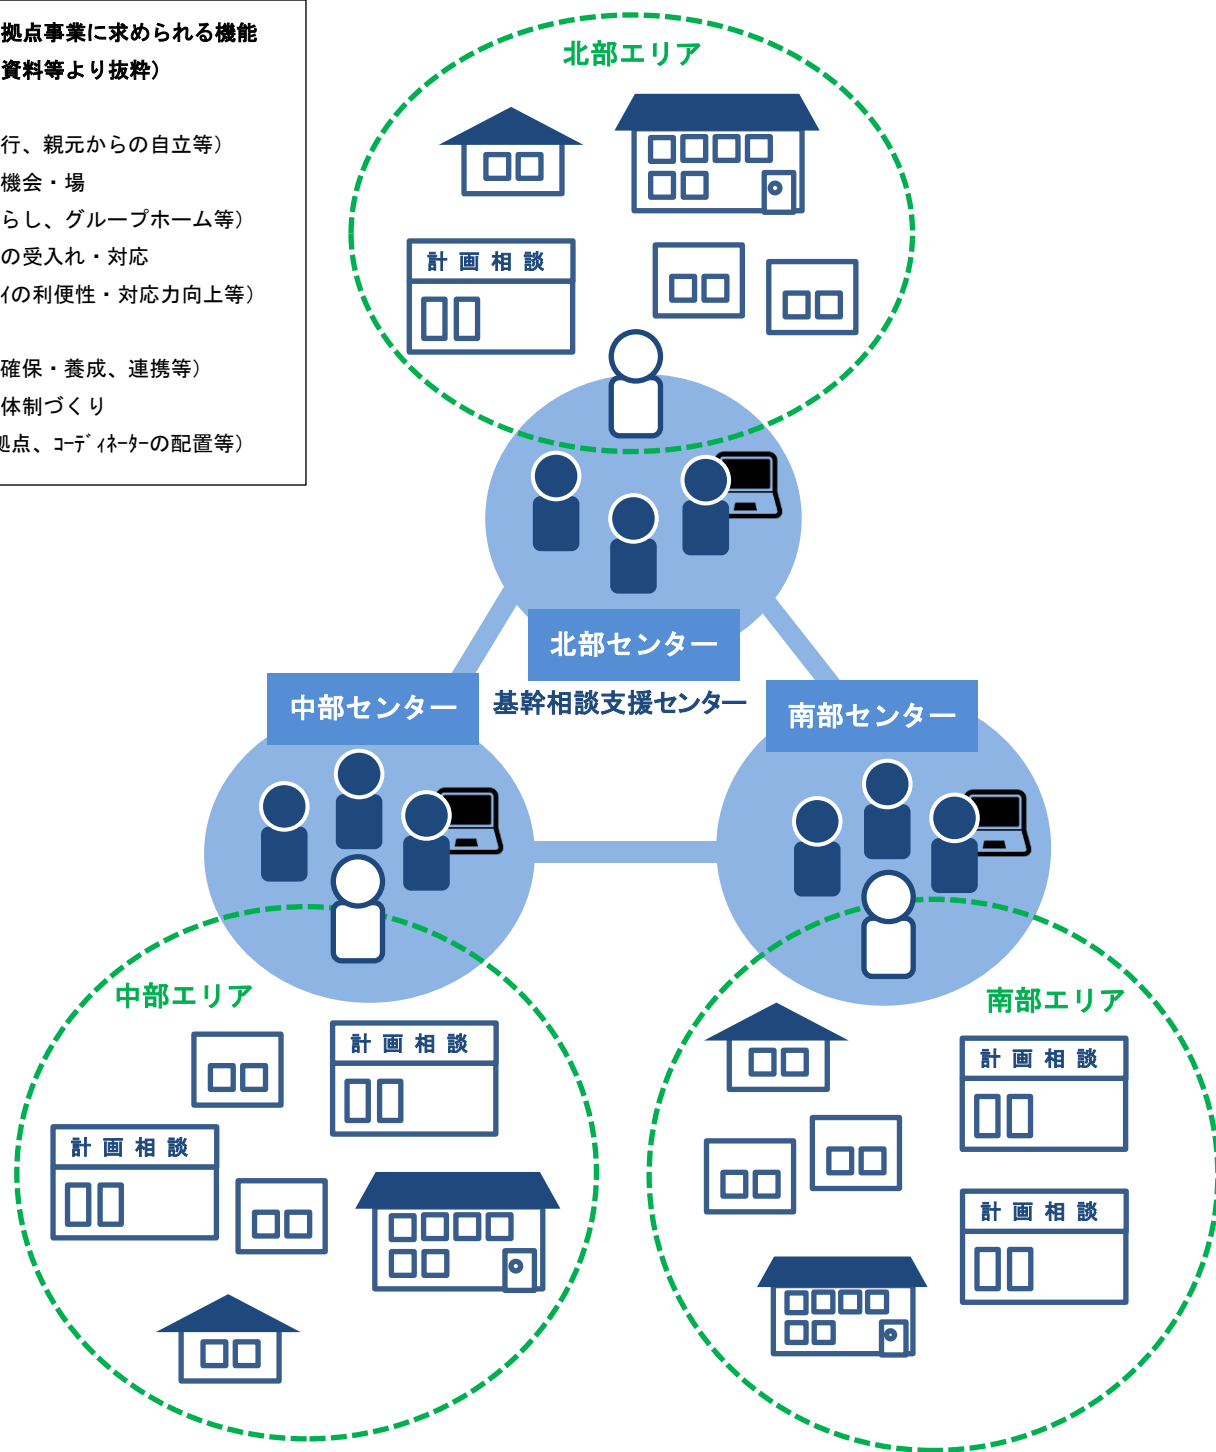 拠点事業に求められる機能
資料等より抜粋）
行、親元からの自立等）
機会・場
らし、グループホーム等）
の受入れ・対応
ｲの利便性・対応力向上等）
確保・養成、連携等）
体制づくり
拠点、ｺｰﾃﾞｨﾈｰﾀｰの配置等）
北部エリア
計画相談
北部センター
基幹相談支援センター
中部センター
南部センター
中部エリア
計画相談
計画相談
南部エリア
計画相談
計画相談